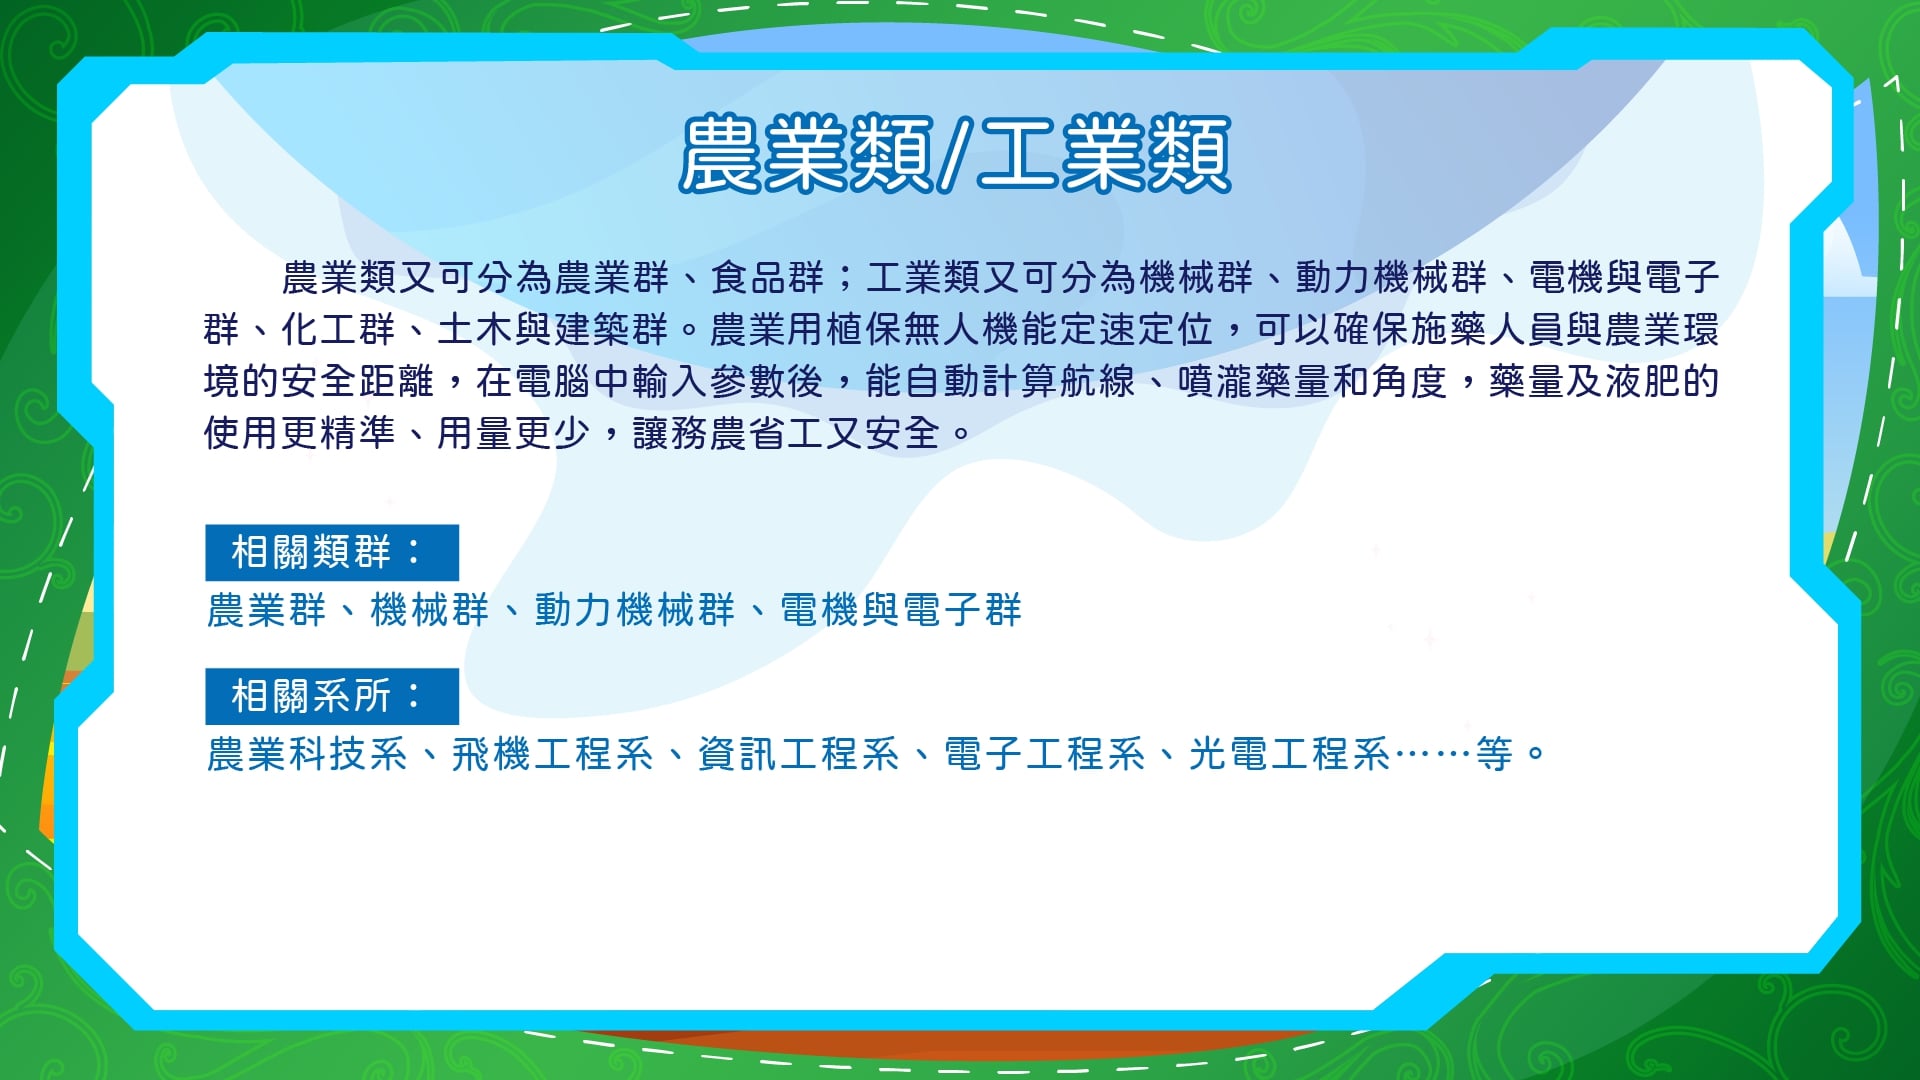 農業類/工業類
農業類又可分為農業群、食品群；工業類又可分為機械群、動力機械群、電機與電子
群、化工群、土木與建築群。農業用植保無人機能定速定位，可以確保施藥人員與農業環
境的安全距離，在電腦中輸入參數後，能自動計算航線、噴瀧藥量和角度，藥量及液肥的
使用更精準、用量更少，讓務農省工又安全。
相關類群：
農業群、機械群、動力機械群、電機與電子群
相關系所：
農業科技系、飛機工程系、資訊工程系、電子工程系、光電工程系……等。